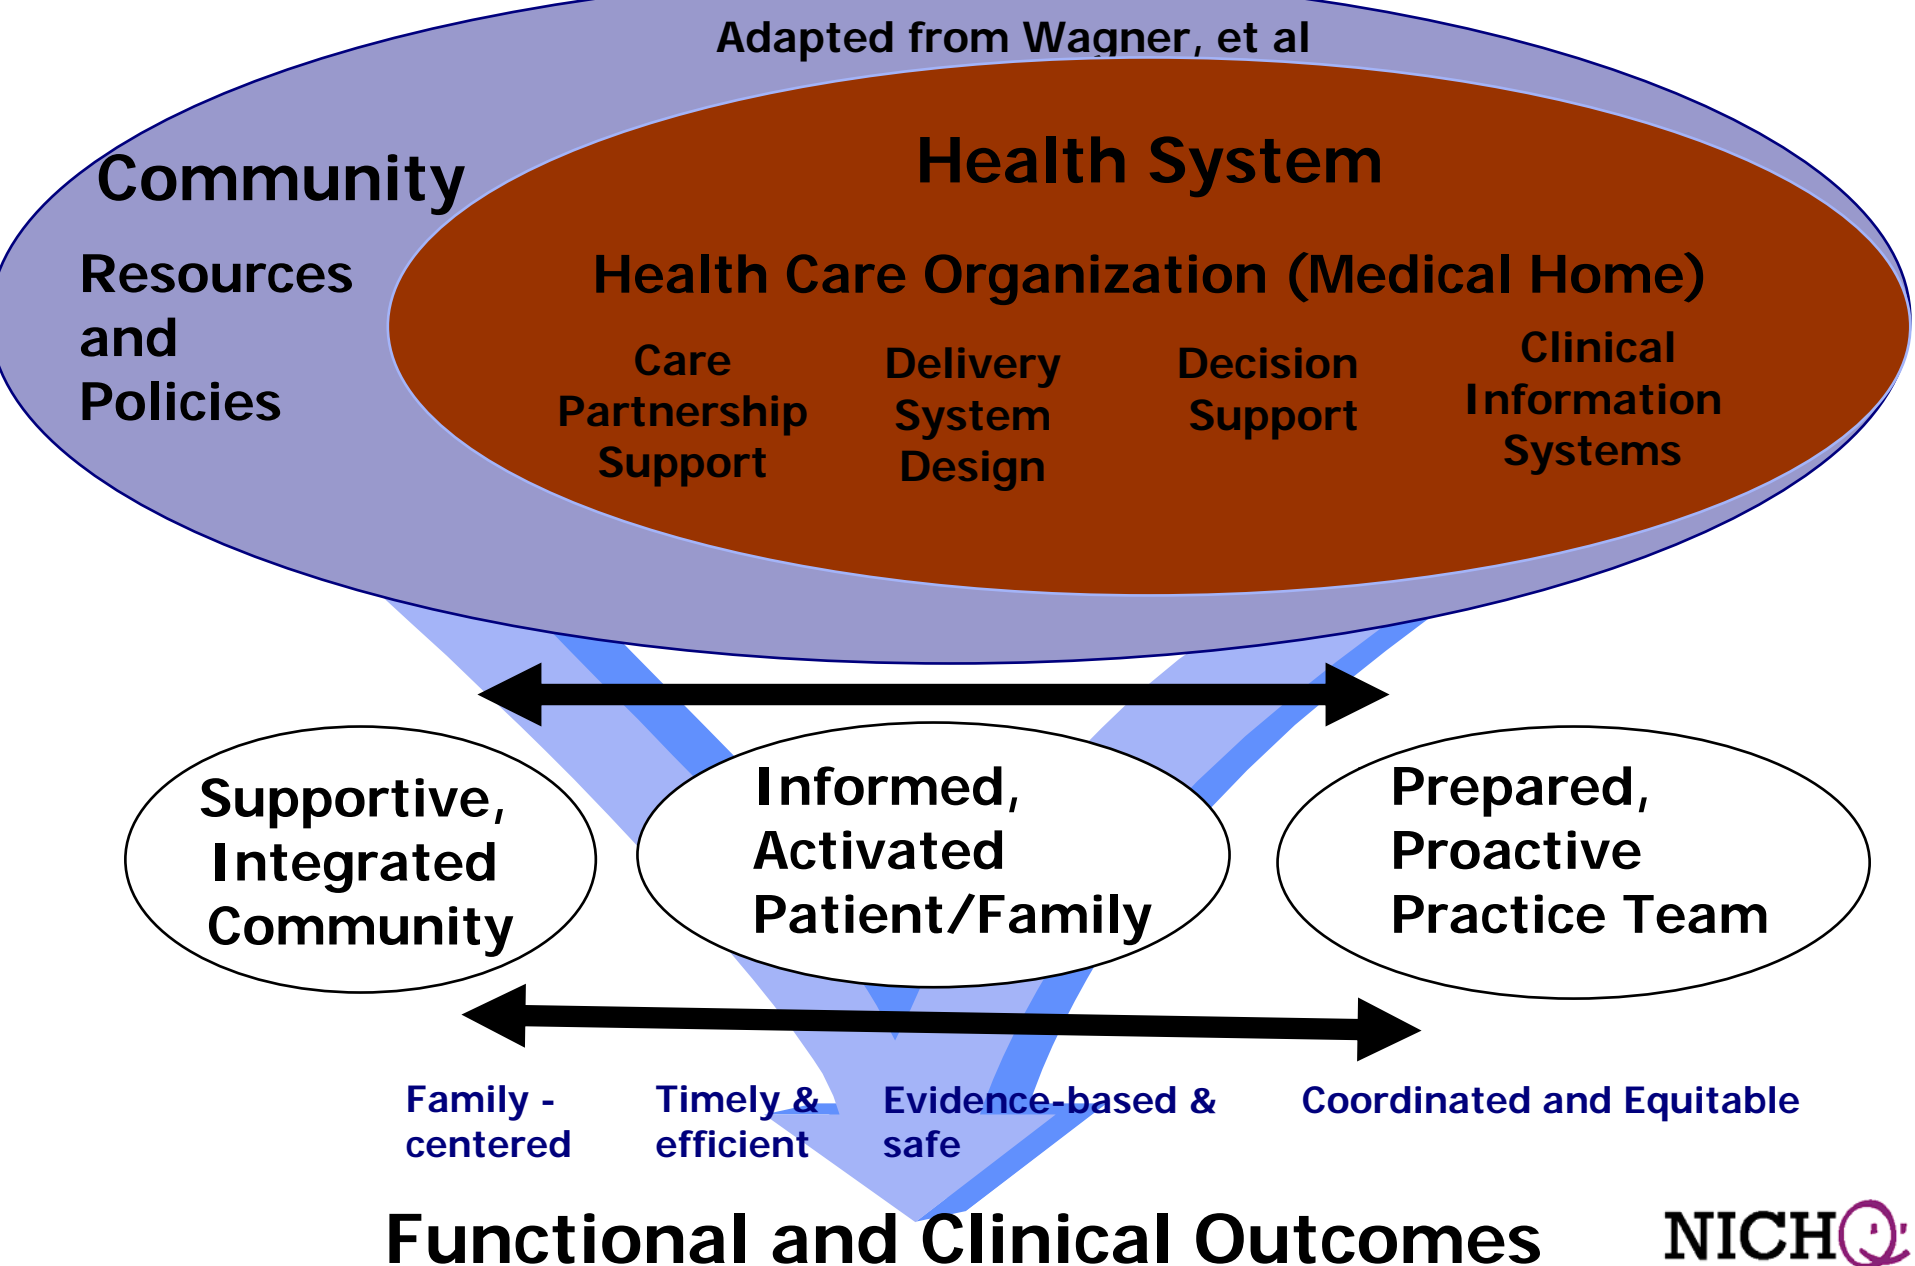 Adapted from Wagner, et al
Community
Resources
and
Policies
Health System
Health Care Organization (Medical Home)
Care
Partnership
Support
Delivery
System
Design
Decision
Support
Clinical
Information
Systems
Supportive,
Integrated
Community
Informed,
Activated
Patient/Family
Prepared,
Proactive
Practice Team
Family -
centered
Timely &
efficient
Evidence-based &
safe
Coordinated and Equitable
Functional and Clinical Outcomes
NICHQ